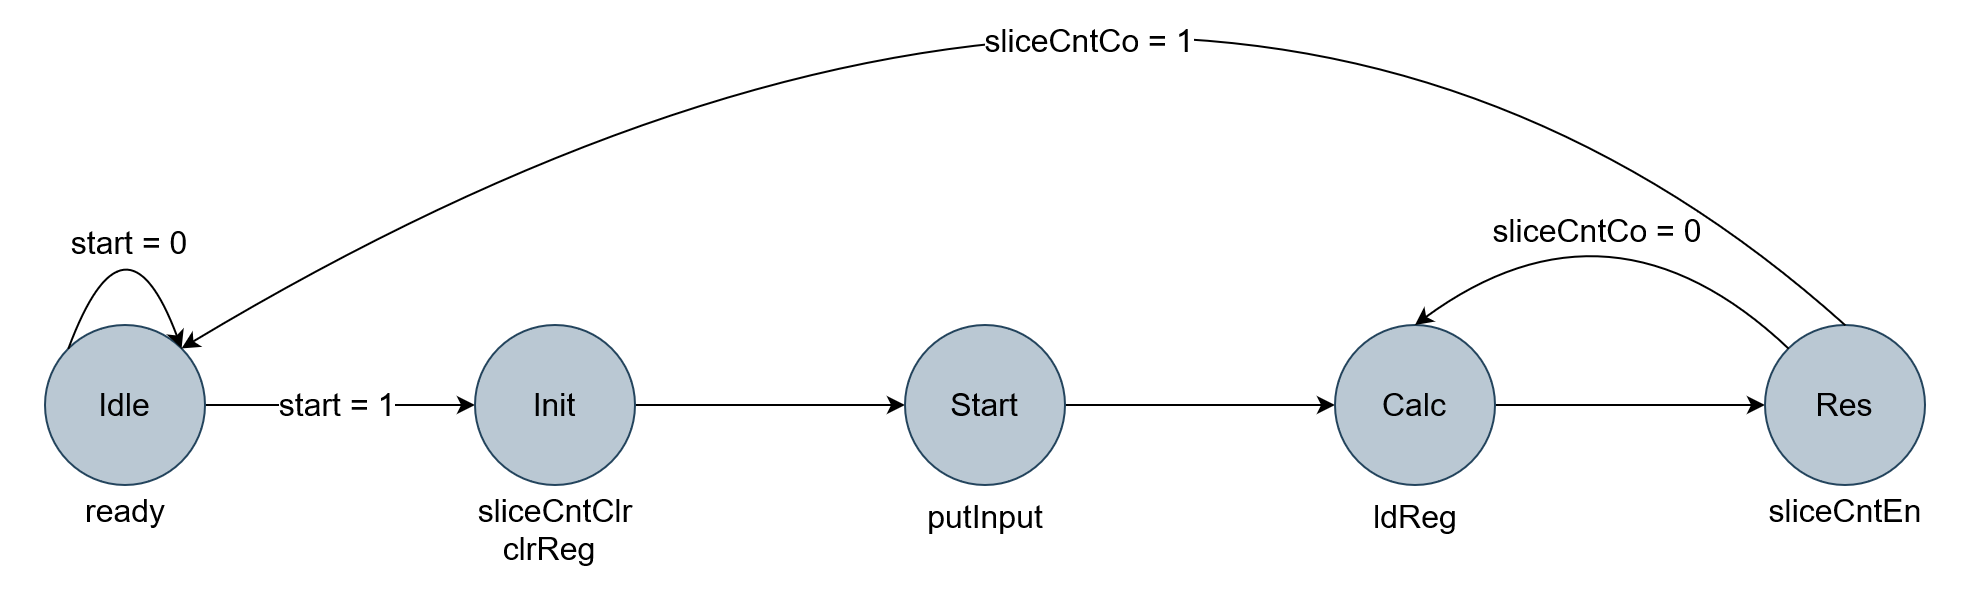 sliceCntCo = 1
start = 0
sliceCntCo = 0
Idle
start = 1
Init
Start
Calc
Res
ready
sliceCntClr
clrReg
putInput
ldReg
sliceCntEn